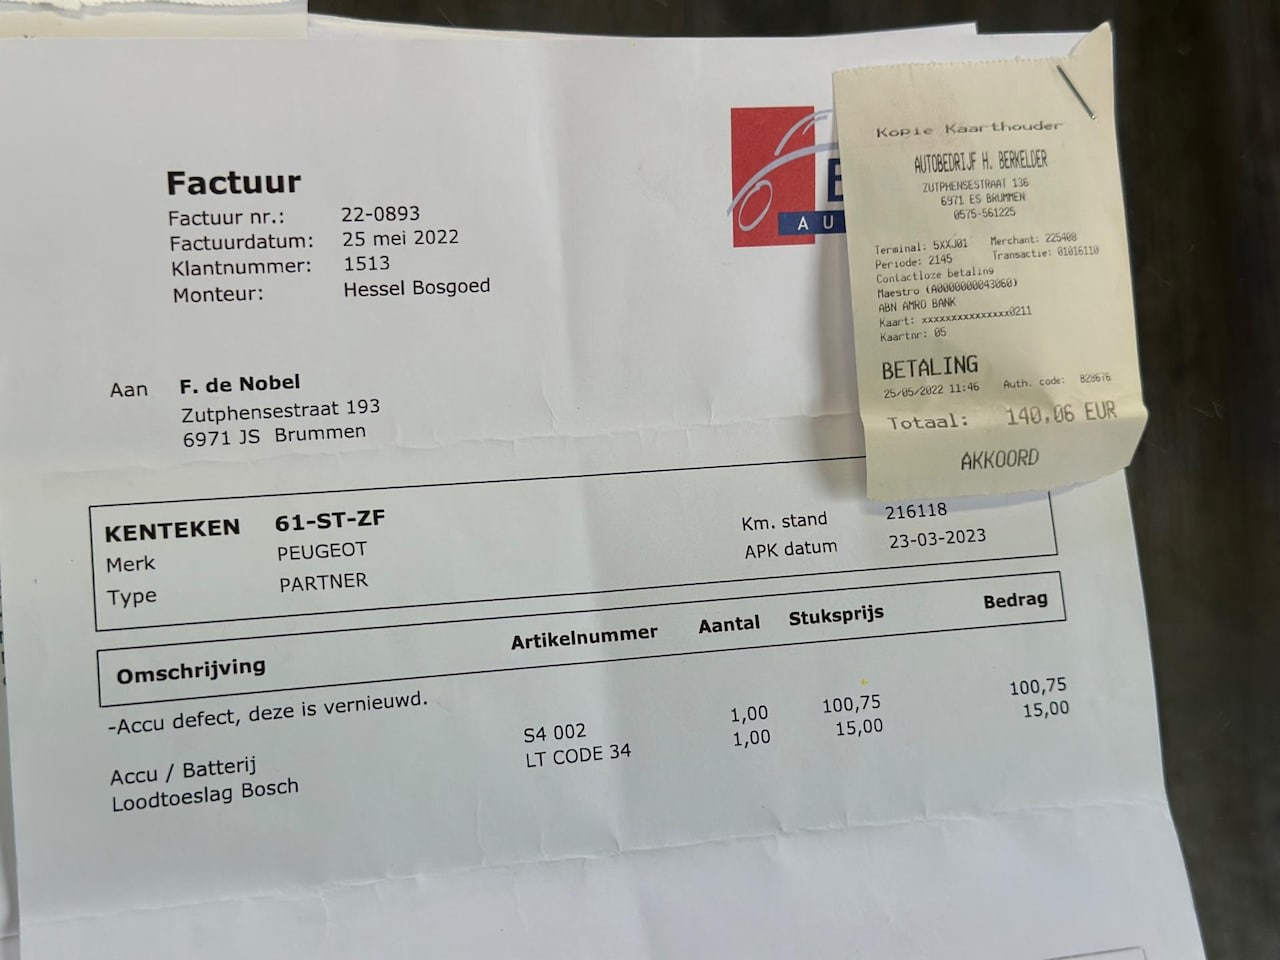 Factuur
Factuur nr.: 22-0893
Factuurdatum: 25 mei 2022
Klantnummer: 1513
Monteur: Hessel Bosgoed
Aan F. de Nobel
Zutphensestraat 193
6971 JS Brummen
AU
Kopie Kaarthouder
AUTOBEDRIJF H. BERKELDER
ZUTPHENSESTRAAT 136
6971 ES BRUMMEN
0575-561225
Terminal: 5XXJ01 Merchant: 225408
Periode: 2145 Transactie: 01016110
Contactloze betaling
Maestro (A0000000043060)
ABN AMRO BANK
Kaart: xxxxxxxxxxxxxxx0211
Kaartnr: 05
BETALING
25/05/2022 11:46 Auth. code: B28676
Totaal: 140,06 EUR
AKKOORD
KENTEKEN 61-ST-ZF
Merk PEUGEOT
Type PARTNER
Km. stand 216118
APK datum 23-03-2023
Omschrijving Artikelnummer Aantal Stuksprijs Bedrag
-Accu defect, deze is vernieuwd.
Accu / Batterij S4 002 1,00 100,75 100,75
Loodtoeslag Bosch LT CODE 34 1,00 15,00 15,00